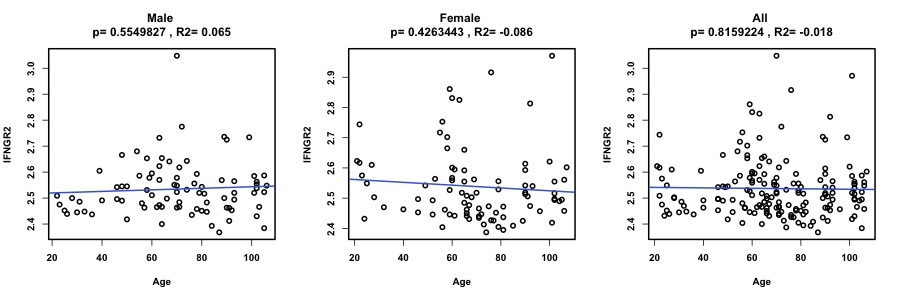 Male
p= 0.5549827 , R2= 0.065
IFNGR2
3.0
2.9
2.8
2.7
2.6
2.5
2.4
20 40 60 80 100
Age
Female
p= 0.4263443 , R2= -0.086
IFNGR2
2.9
2.8
2.7
2.6
2.5
2.4
20 40 60 80 100
Age
All
p= 0.8159224 , R2= -0.018
IFNGR2
3.0
2.9
2.8
2.7
2.6
2.5
2.4
20 40 60 80 100
Age